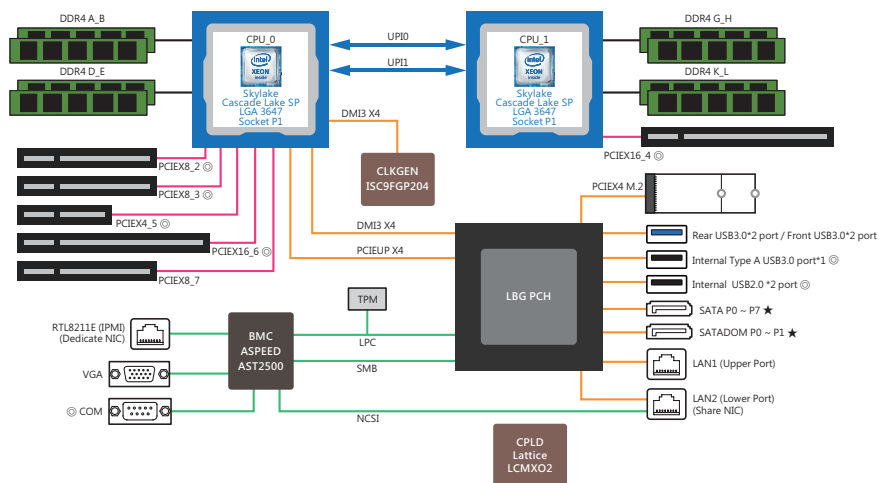 DDR4 A_B
DDR4 D_E
CPU_0
intel
XEON
inside
Skylake
Cascade Lake SP
LGA 3647
Socket P1
UPI0
UPI1
CPU_1
intel
XEON
inside
Skylake
Cascade Lake SP
LGA 3647
Socket P1
DDR4 G_H
DDR4 K_L
DMI3 X4
CLKGEN
ISC9FGP204
PCIEX16_4 ◎
PCIEX8_2 ◎
PCIEX8_3 ◎
PCIEX4_5 ◎
PCIEX16_6 ◎
PCIEX8_7
PCIEX4 M.2
DMI3 X4
PCIEUP X4
LBG PCH
Rear USB3.0*2 port / Front USB3.0*2 port
Internal Type A USB3.0 port*1 ◎
Internal USB2.0 *2 port ◎
SATA P0 ~ P7 ★
SATADOM P0 ~ P1 ★
LAN1 (Upper Port)
LAN2 (Lower Port)
(Share NIC)
TPM
LPC
SMB
NCSI
RTL8211E (IPMI)
(Dedicate NIC)
VGA
◎ COM
BMC
ASPEED
AST2500
CPLD
Lattice
LCMXO2